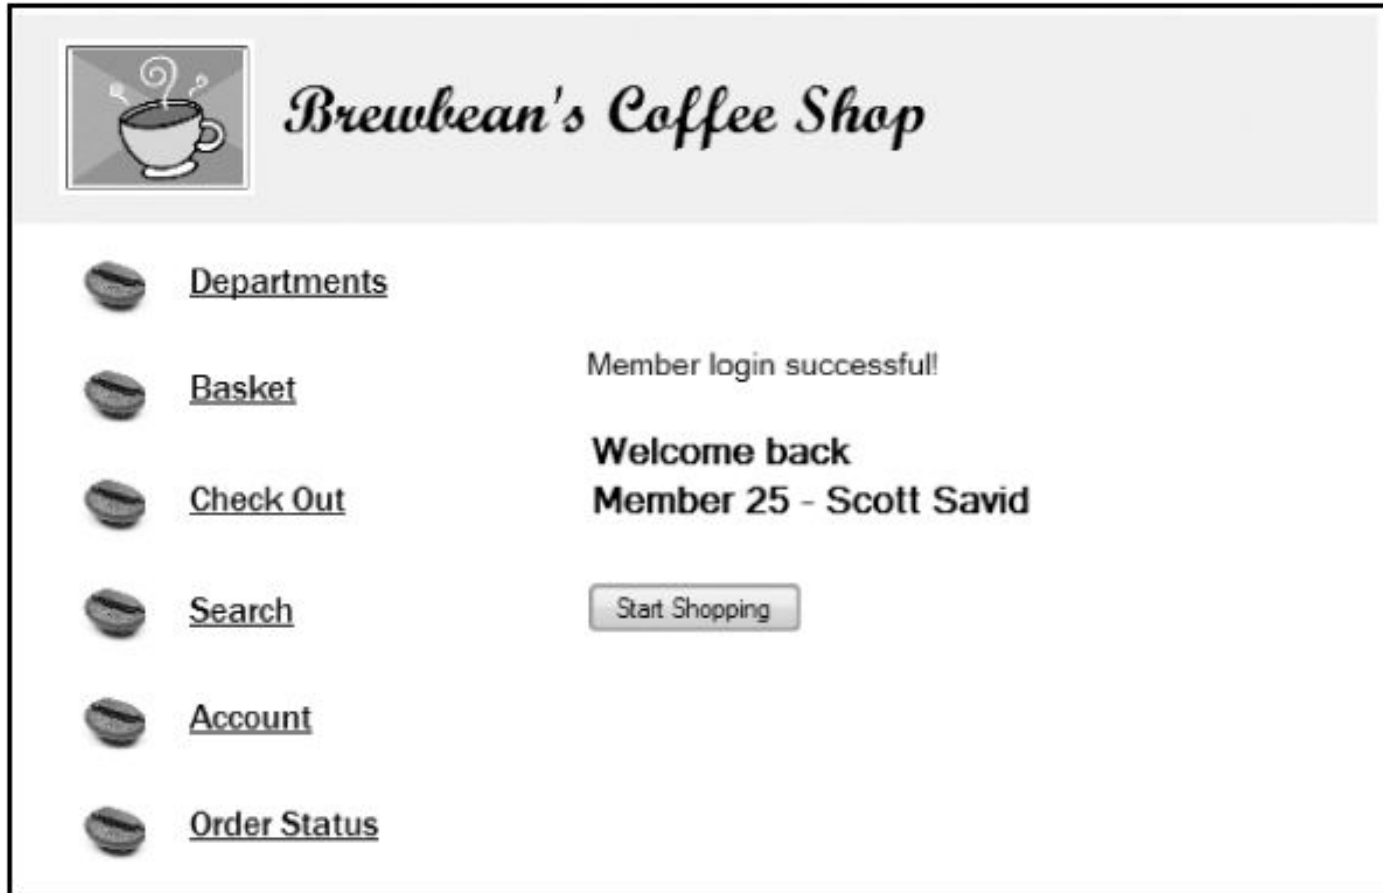 Brewbean's Coffee Shop
Departments
Basket
Check Out
Search
Account
Order Status
Member login successful!
Welcome back
Member 25 - Scott Savid
Start Shopping